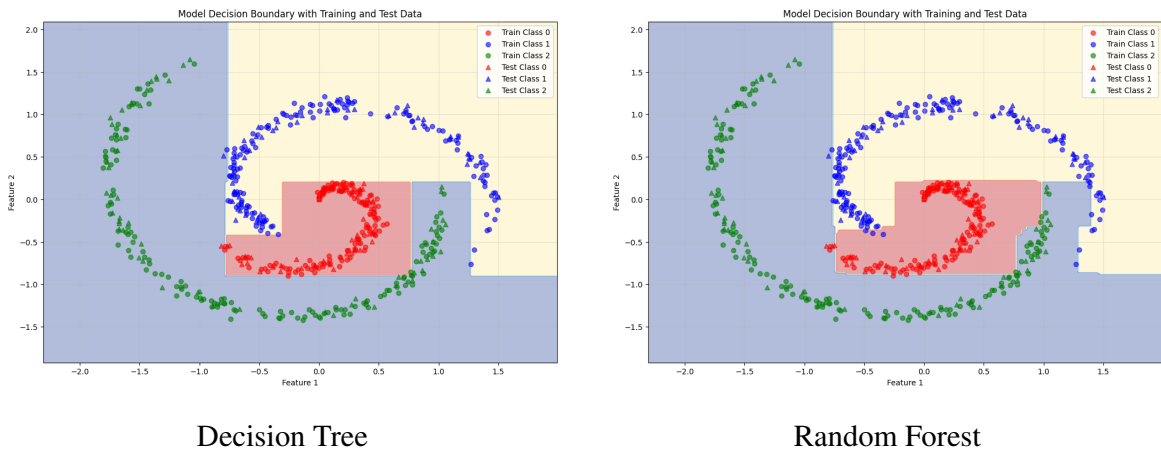 Model Decision Boundary with Training and Test Data
Train Class 0
Train Class 1
Train Class 2
Test Class 0
Test Class 1
Test Class 2
2.0
1.5
1.0
0.5
0.0
−0.5
−1.0
−1.5
Feature 2
−2.0 −1.5 −1.0 −0.5 0.0 0.5 1.0 1.5
Feature 1
Decision Tree
Model Decision Boundary with Training and Test Data
Train Class 0
Train Class 1
Train Class 2
Test Class 0
Test Class 1
Test Class 2
2.0
1.5
1.0
0.5
0.0
−0.5
−1.0
−1.5
Feature 2
−2.0 −1.5 −1.0 −0.5 0.0 0.5 1.0 1.5
Feature 1
Random Forest